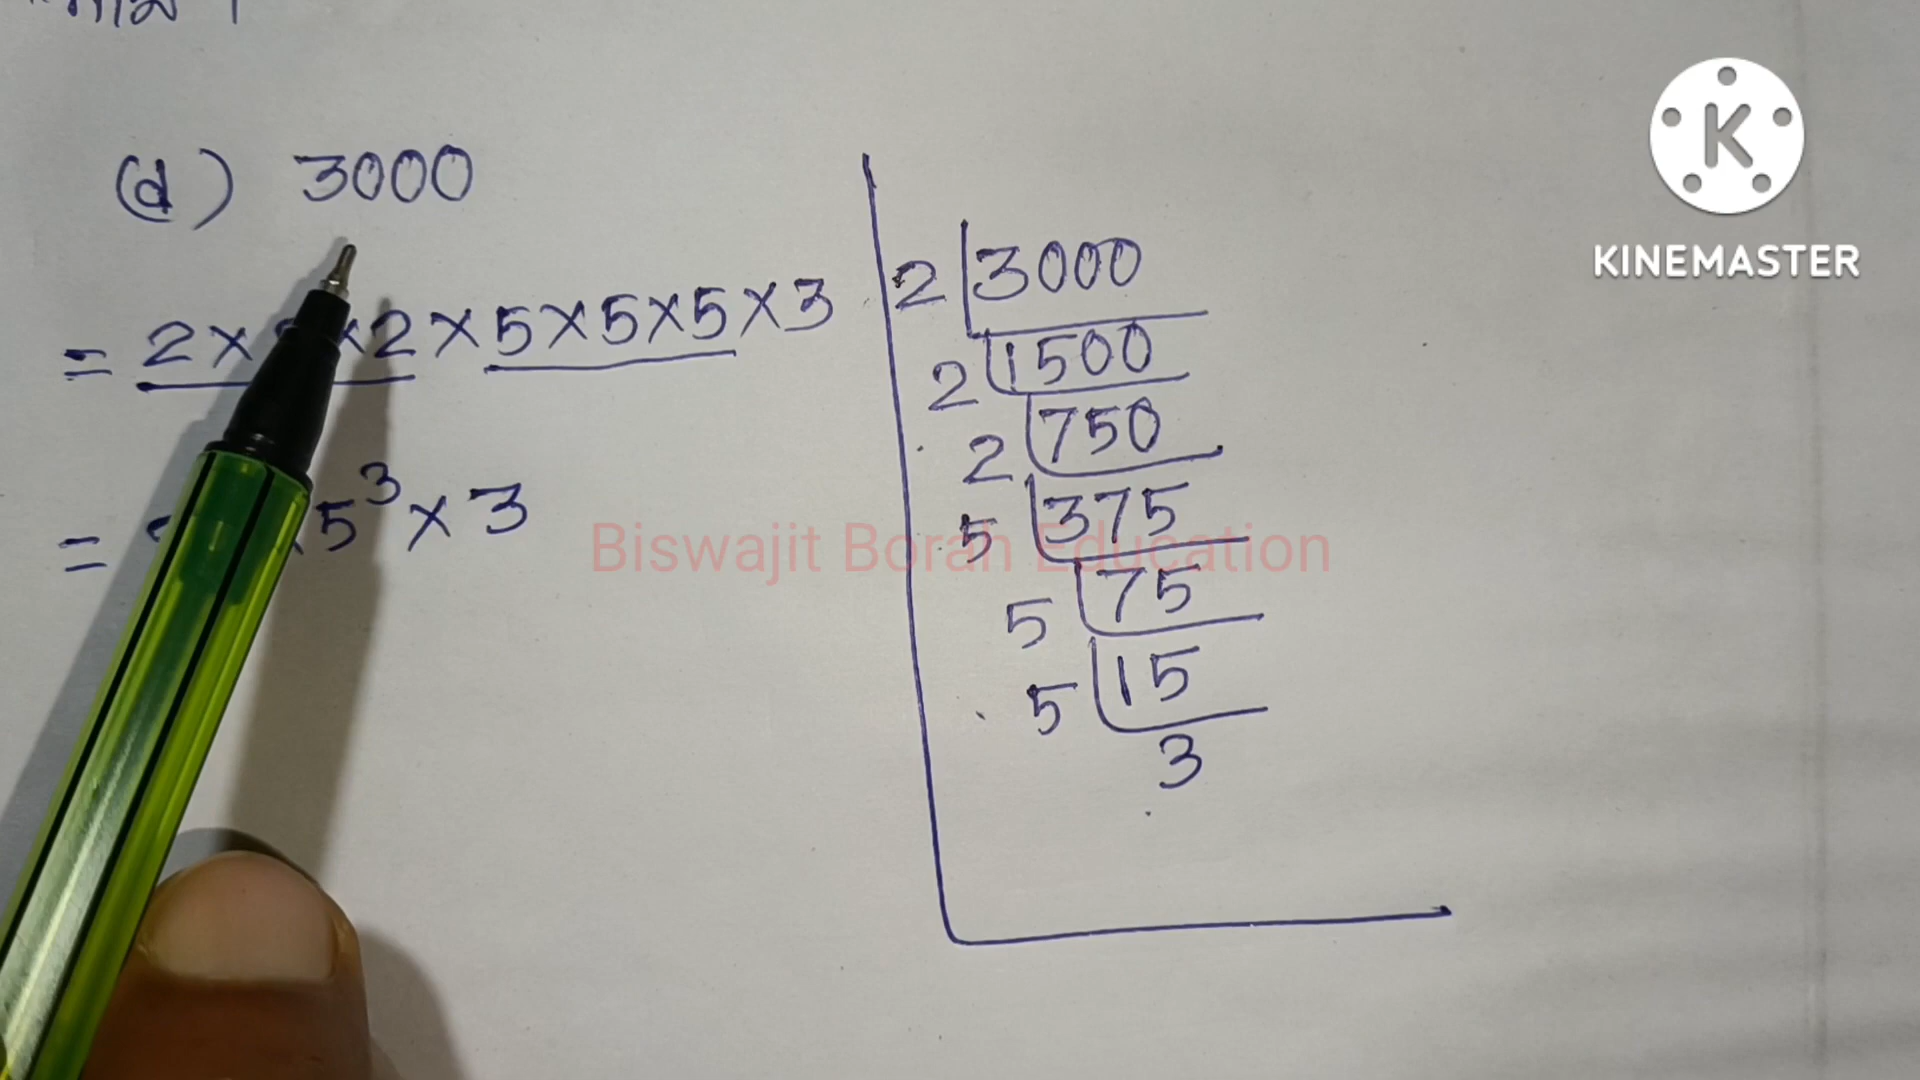 (d) 3000
= 2 × × 2 × 5 × 5 × 5 × 3
= 5³ × 3
2 3000
2 1500
2 750
5 375
5 75
5 15
3
K
KINEMASTER
Biswajit Borah Education